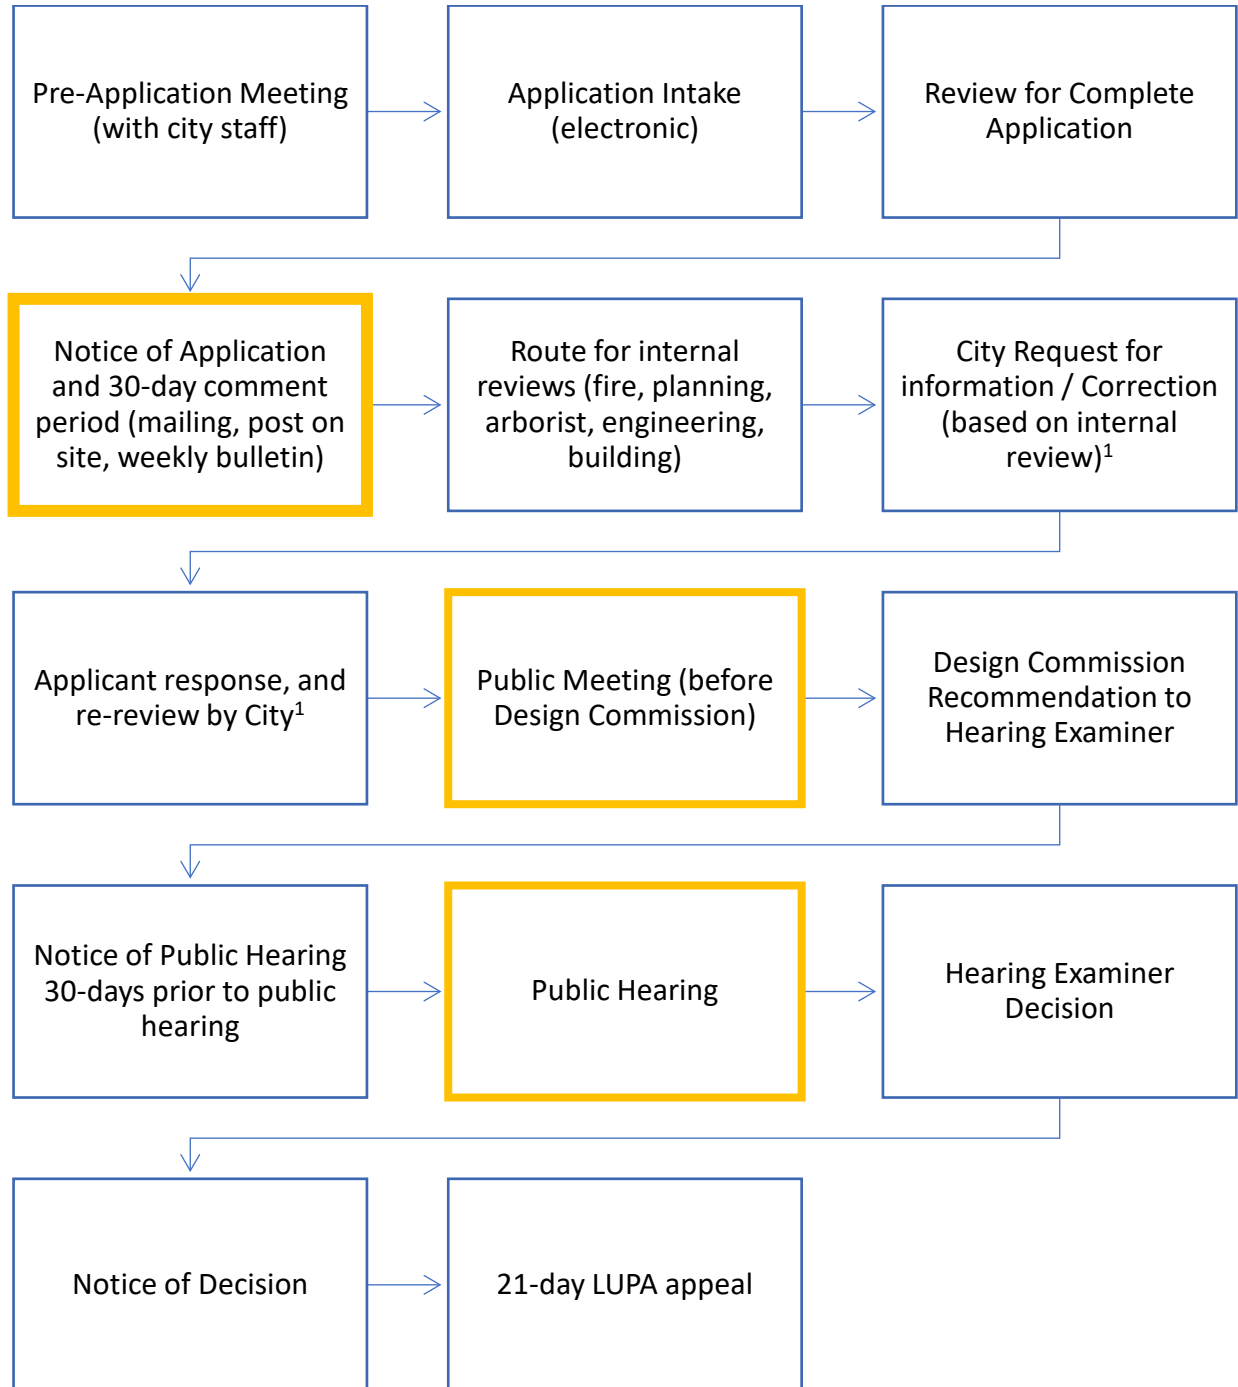 Pre-Application Meeting
(with city staff)
Application Intake
(electronic)
Review for Complete
Application
Notice of Application
and 30-day comment
period (mailing, post on
site, weekly bulletin)
Route for internal
reviews (fire, planning,
arborist, engineering,
building)
City Request for
information / Correction
(based on internal
review)¹
Applicant response, and
re-review by City¹
Public Meeting (before
Design Commission)
Design Commission
Recommendation to
Hearing Examiner
Notice of Public Hearing
30-days prior to public
hearing
Public Hearing
Hearing Examiner
Decision
Notice of Decision
21-day LUPA appeal